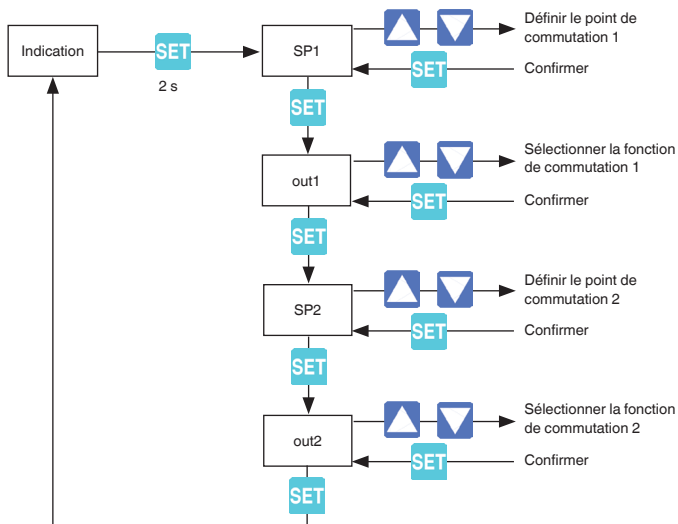 Indication
SET
2 s
SP1
Définir le point de
commutation 1
SET
Confirmer
SET
out1
Sélectionner la fonction
de commutation 1
SET
Confirmer
SET
SP2
Définir le point de
commutation 2
SET
Confirmer
SET
out2
Sélectionner la fonction
de commutation 2
SET
Confirmer
SET